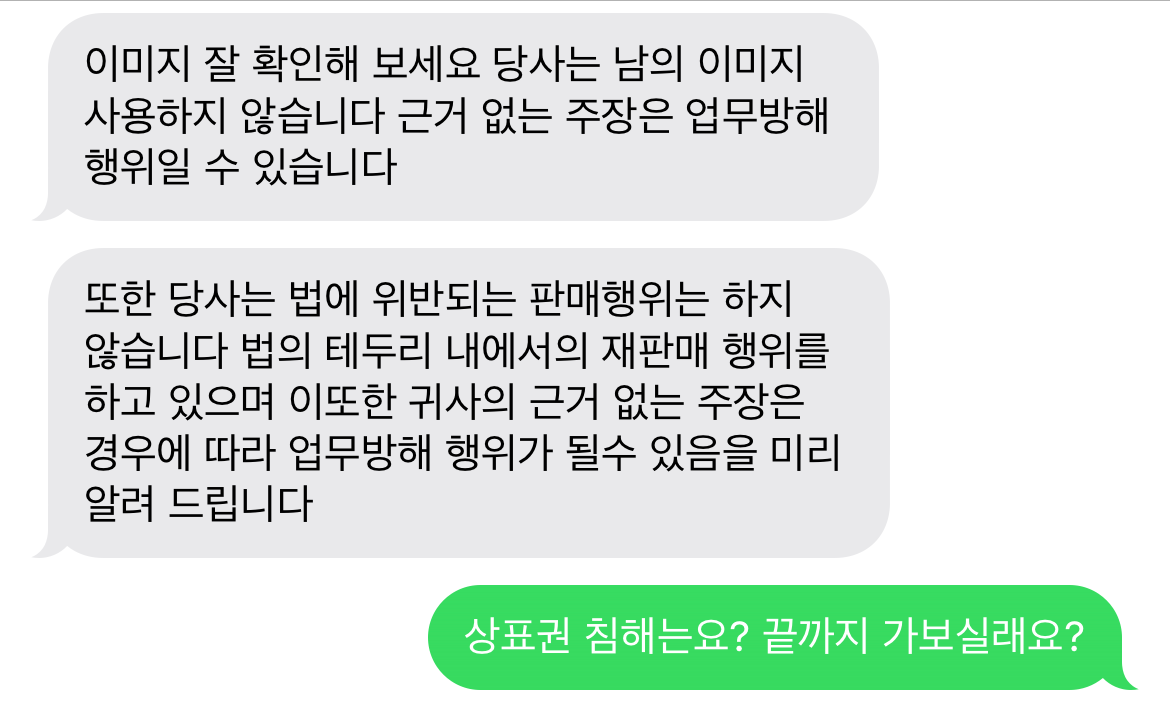 이미지 잘 확인해 보세요 당사는 남의 이미지
사용하지 않습니다 근거 없는 주장은 업무방해
행위일 수 있습니다
또한 당사는 법에 위반되는 판매행위는 하지
않습니다 법의 테두리 내에서의 재판매 행위를
하고 있으며 이또한 귀사의 근거 없는 주장은
경우에 따라 업무방해 행위가 될수 있음을 미리
알려 드립니다
상표권 침해는요? 끝까지 가보실래요?